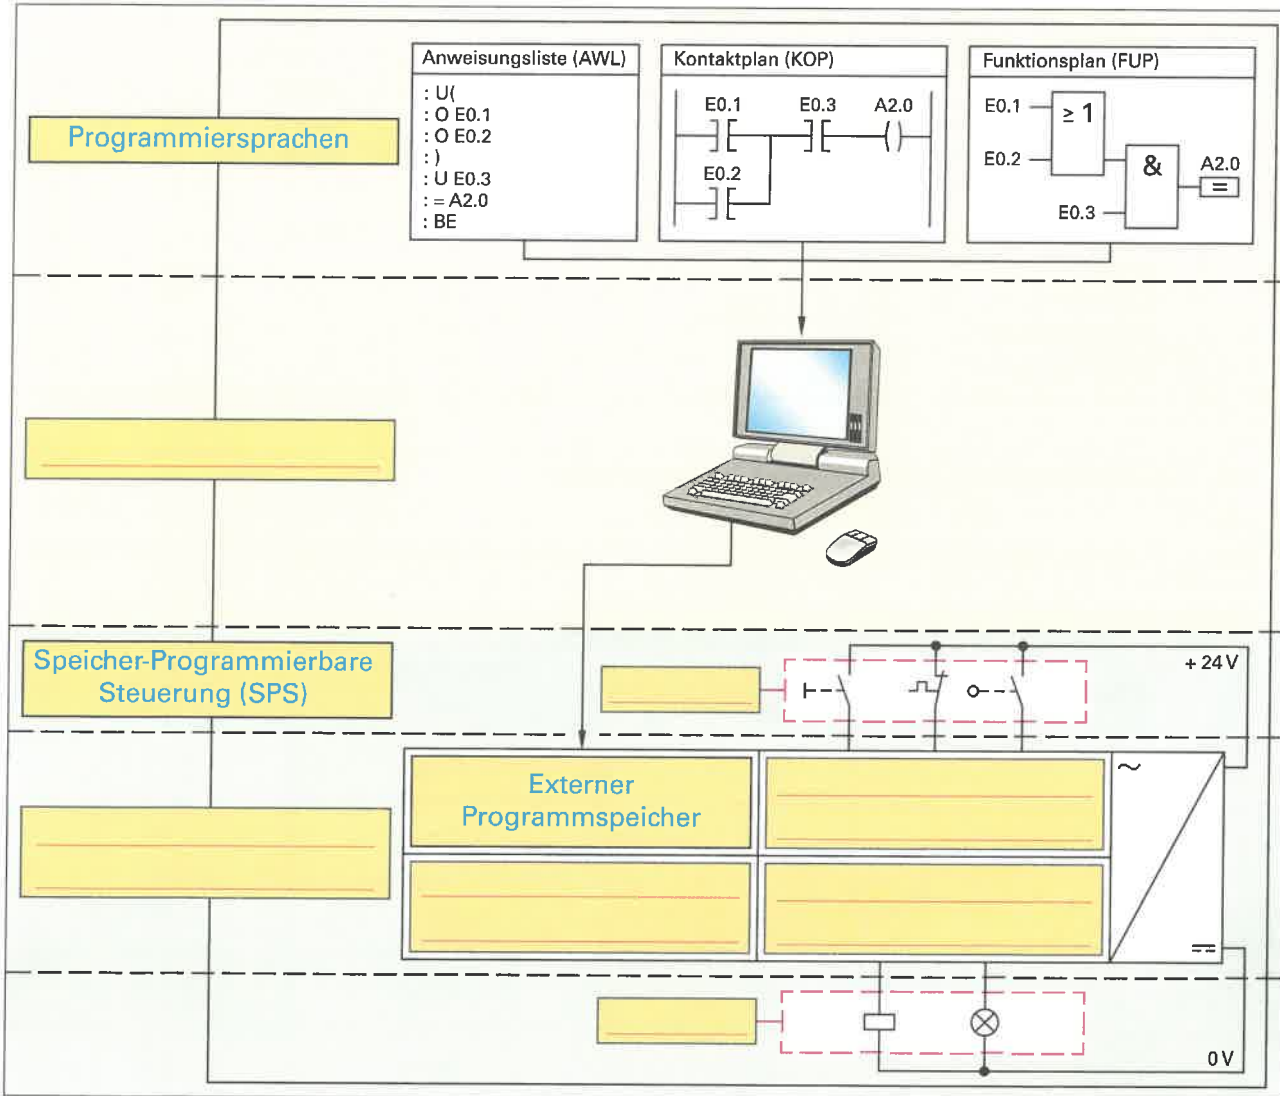 Anweisungsliste (AWL)
: U(
: O E0.1
: O E0.2
: )
: U E0.3
: = A2.0
: BE
Kontaktplan (KOP)
E0.1 E0.3 A2.0
E0.2
Funktionsplan (FUP)
E0.1
≥ 1
E0.2
&
A2.0
=
E0.3
Programmiersprachen
Speicher-Programmierbare
Steuerung (SPS)
+ 24 V
Externer
Programmspeicher
0 V